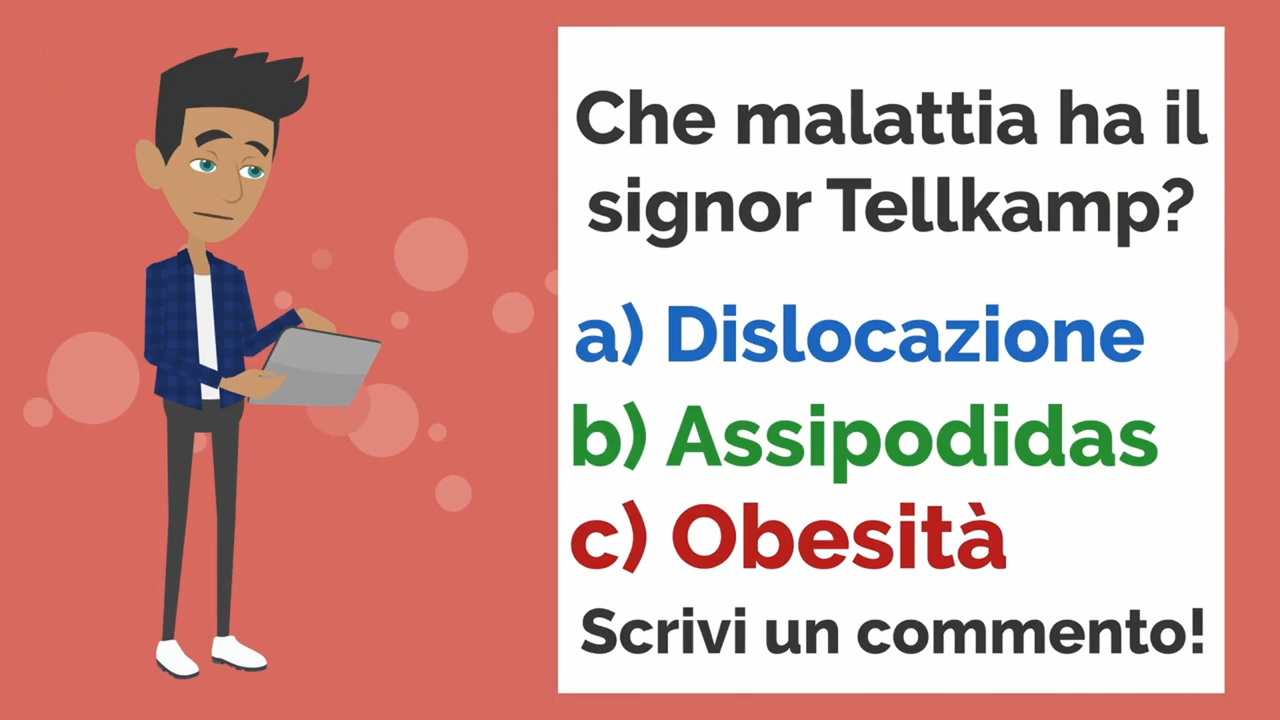 Che malattia ha il
signor Tellkamp?
a) Dislocazione
b) Assipodidas
c) Obesità
Scrivi un commento!